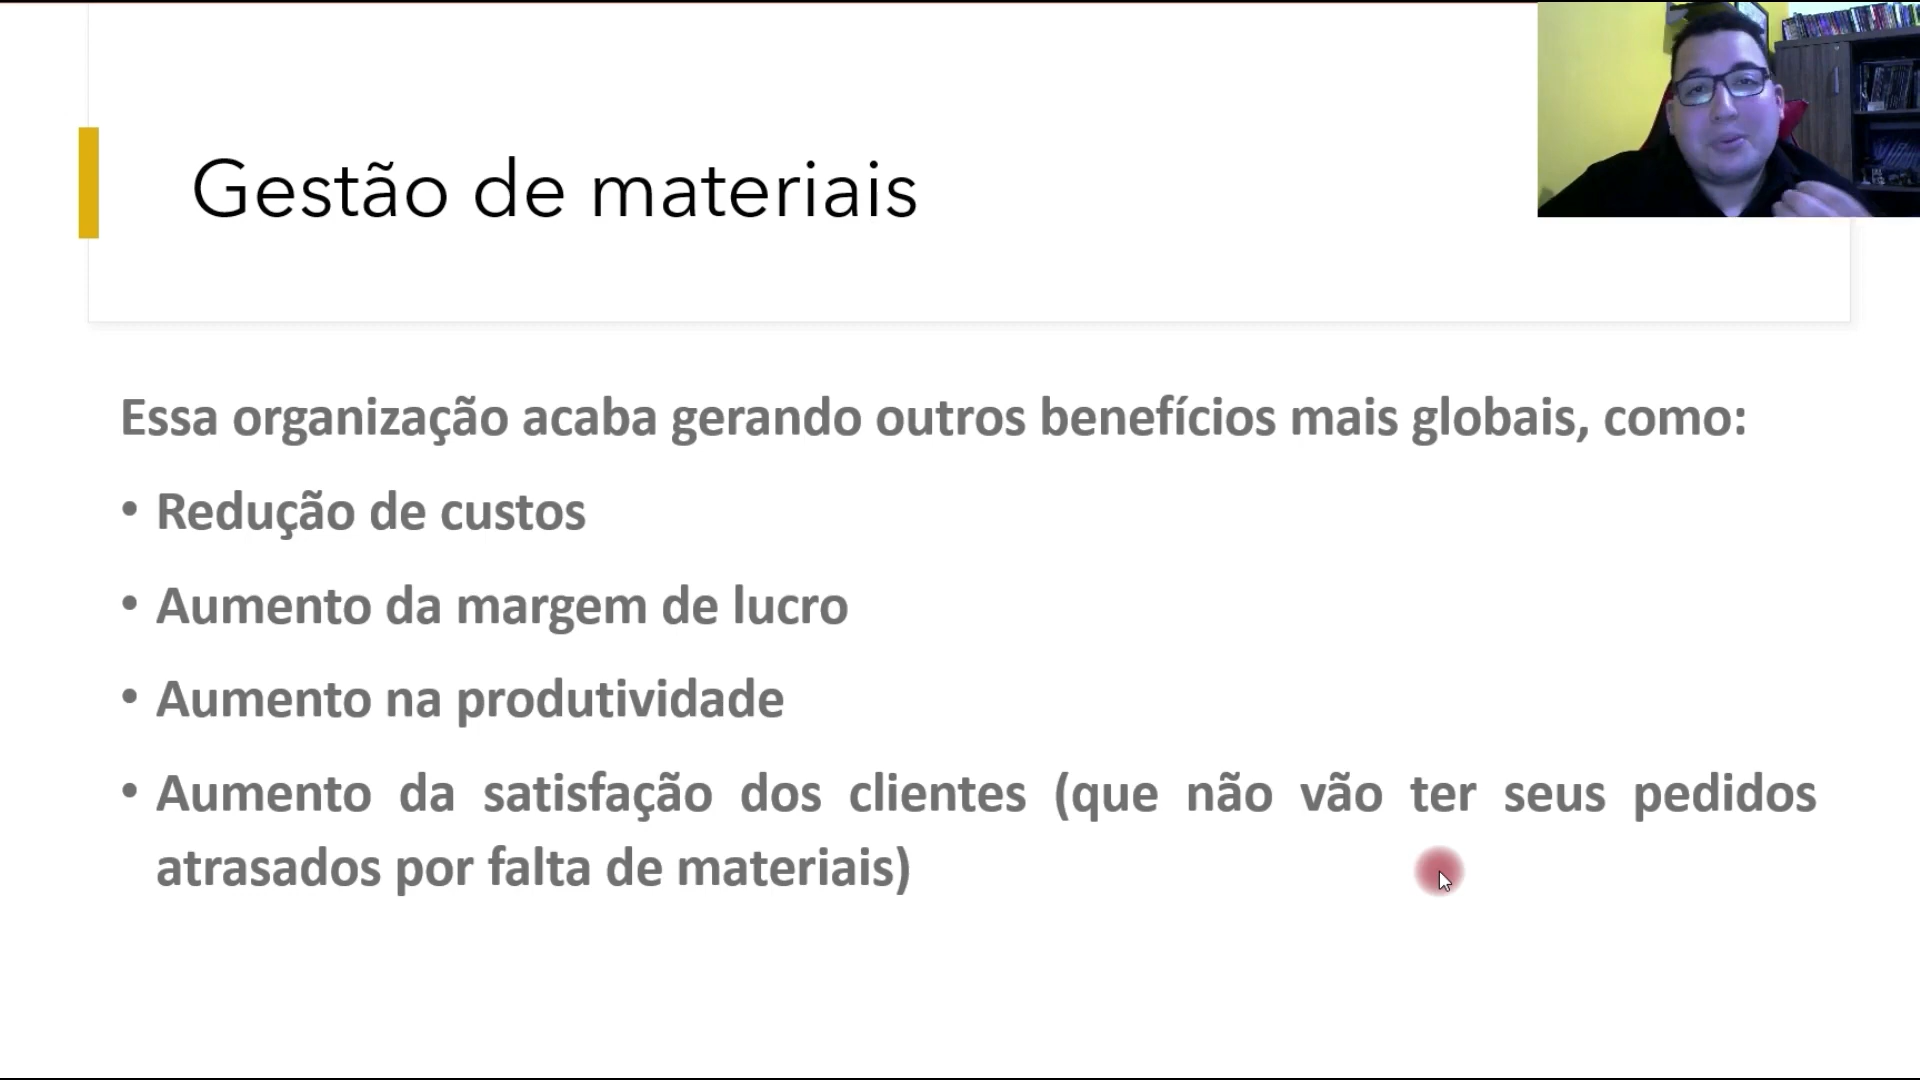 Gestão de materiais
Essa organização acaba gerando outros benefícios mais globais, como:
• Redução de custos
• Aumento da margem de lucro
• Aumento na produtividade
• Aumento da satisfação dos clientes (que não vão ter seus pedidos
atrasados por falta de materiais)